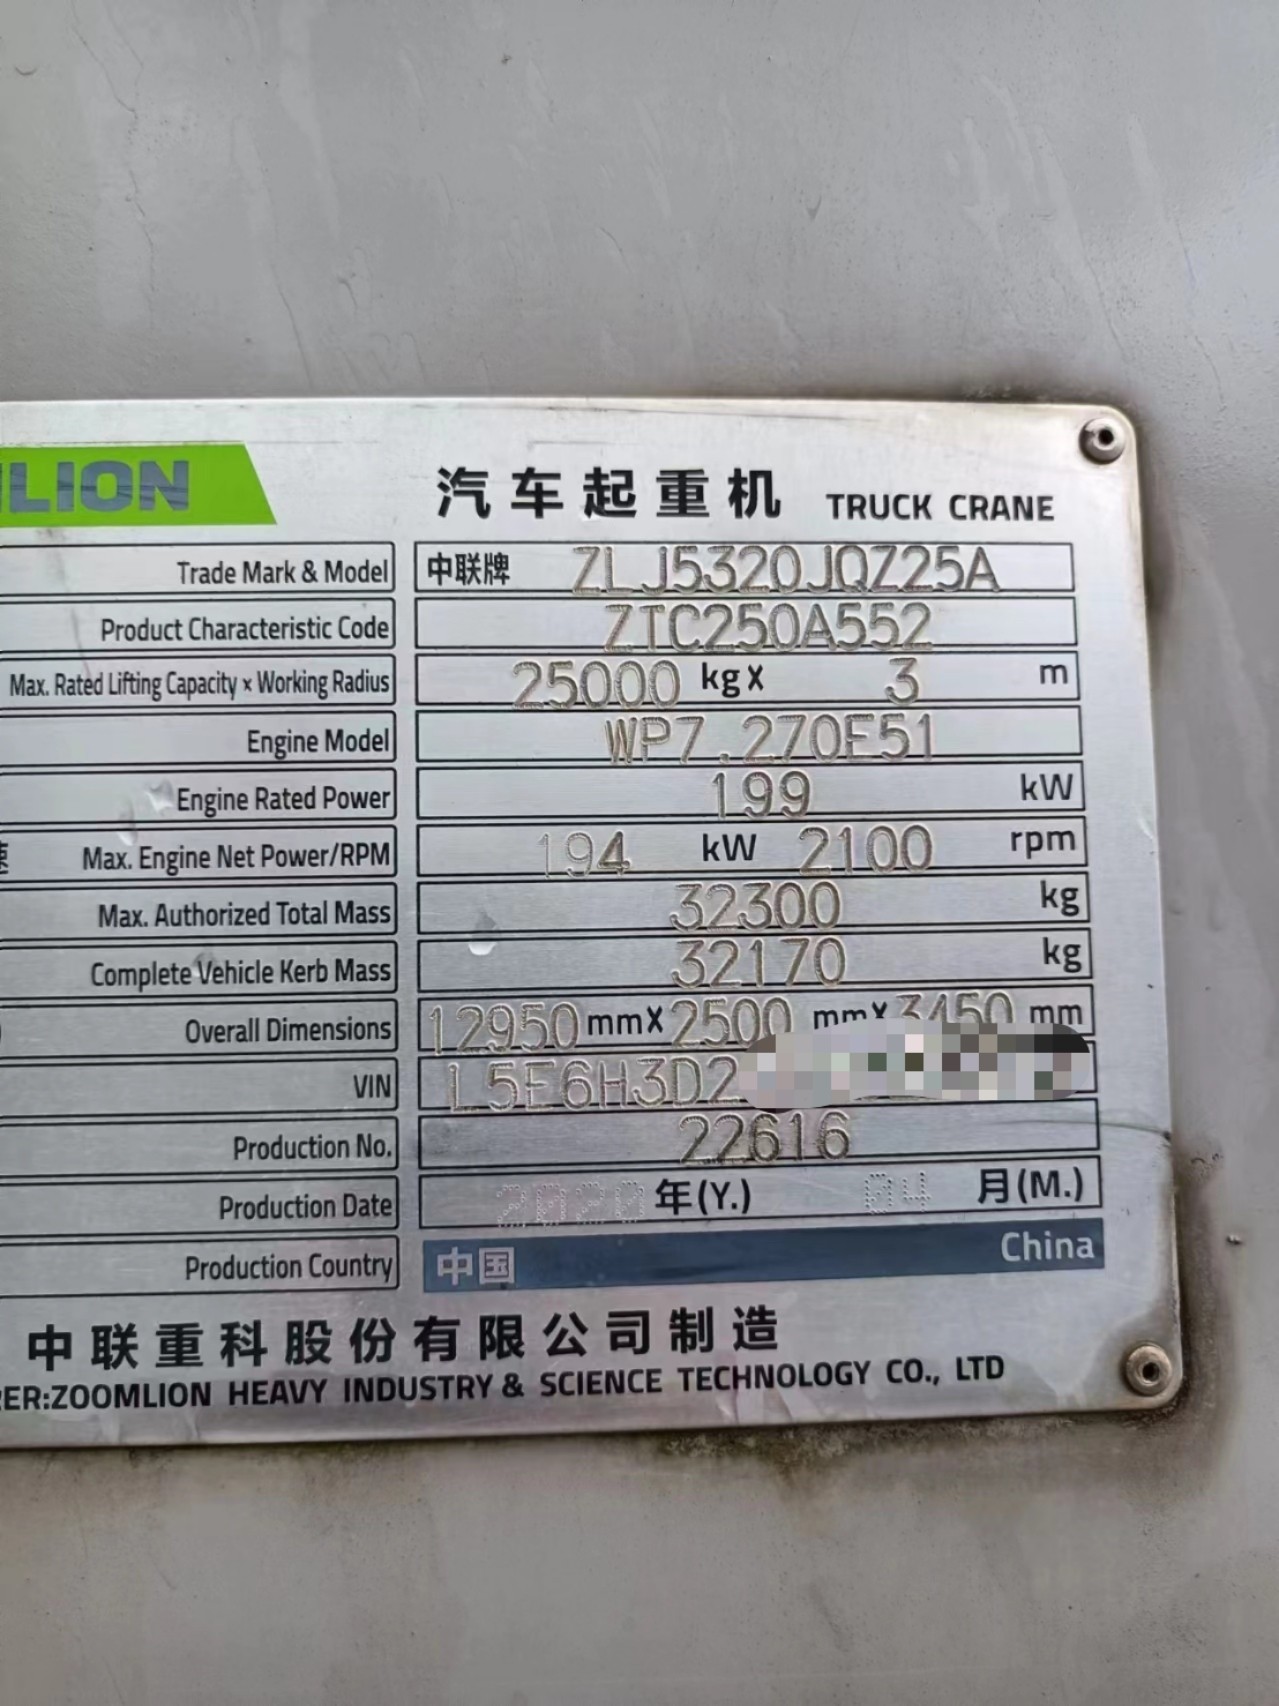 LION
汽车起重机 TRUCK CRANE
Trade Mark & Model 中联牌 ZLJ5320JQZ25A
Product Characteristic Code ZTC250A552
Max. Rated Lifting Capacity × Working Radius 25000 kg x 3 m
Engine Model WP7.270E51
Engine Rated Power 199 kW
Max. Engine Net Power/RPM 194 kW 2100 rpm
Max. Authorized Total Mass 32300 kg
Complete Vehicle Kerb Mass 32170 kg
Overall Dimensions 12950 mm X 2500 mm X 3450 mm
VIN L5E6H3D2
Production No. 22616
Production Date 2020 年(Y.) 04 月(M.)
Production Country 中国 China
中联重科股份有限公司制造
ER:ZOOMLION HEAVY INDUSTRY & SCIENCE TECHNOLOGY CO., LTD